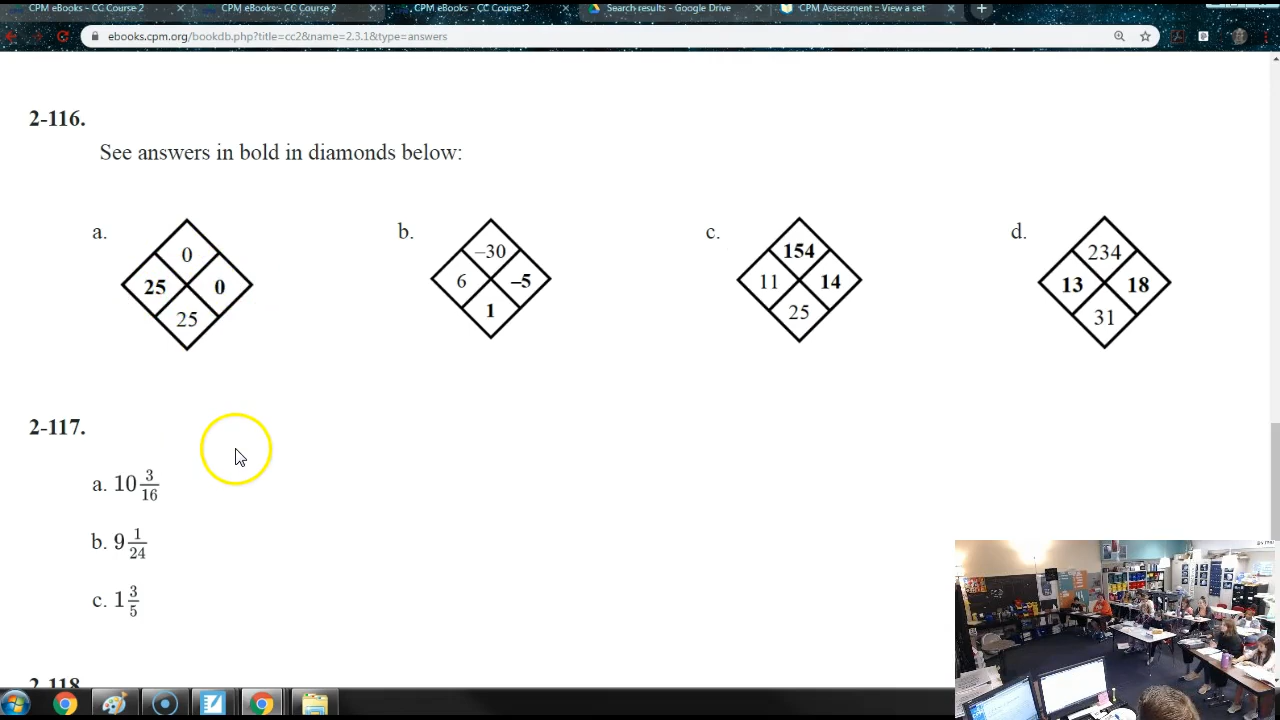 CPM eBooks - CC Course 2
CPM eBooks - CC Course 2
CPM eBooks - CC Course 2
Search results - Google Drive
CPM Assessment :: View a set
ebooks.cpm.org/bookdb.php?title=cc2&name=2.3.1&type=answers
2-116.
See answers in bold in diamonds below:
a.
0
25 0
25
b.
–30
6 –5
1
c.
154
11 14
25
d.
234
13 18
31
2-117.
a. 10 3/16
b. 9 1/24
c. 1 3/5
2-118